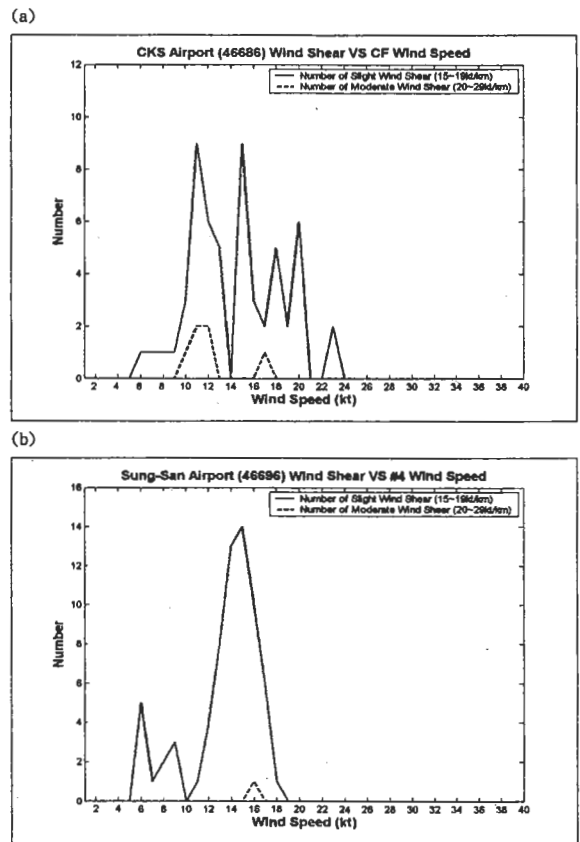 (a)
CKS Airport (46686) Wind Shear VS CF Wind Speed
12
Number of Slight Wind Shear (15~19kt/km)
Number of Moderate Wind Shear (20~29kt/km)
10
8
6
4
2
0
Number
2 4 6 8 10 12 14 16 18 20 22 24 26 28 30 32 34 36 38 40
Wind Speed (kt)
(b)
Sung-San Airport (46696) Wind Shear VS #4 Wind Speed
16
Number of Slight Wind Shear (15~19kt/km)
Number of Moderate Wind Shear (20~29kt/km)
14
12
10
8
6
4
2
0
Number
2 4 6 8 10 12 14 16 18 20 22 24 26 28 30 32 34 36 38 40
Wind Speed (kt)